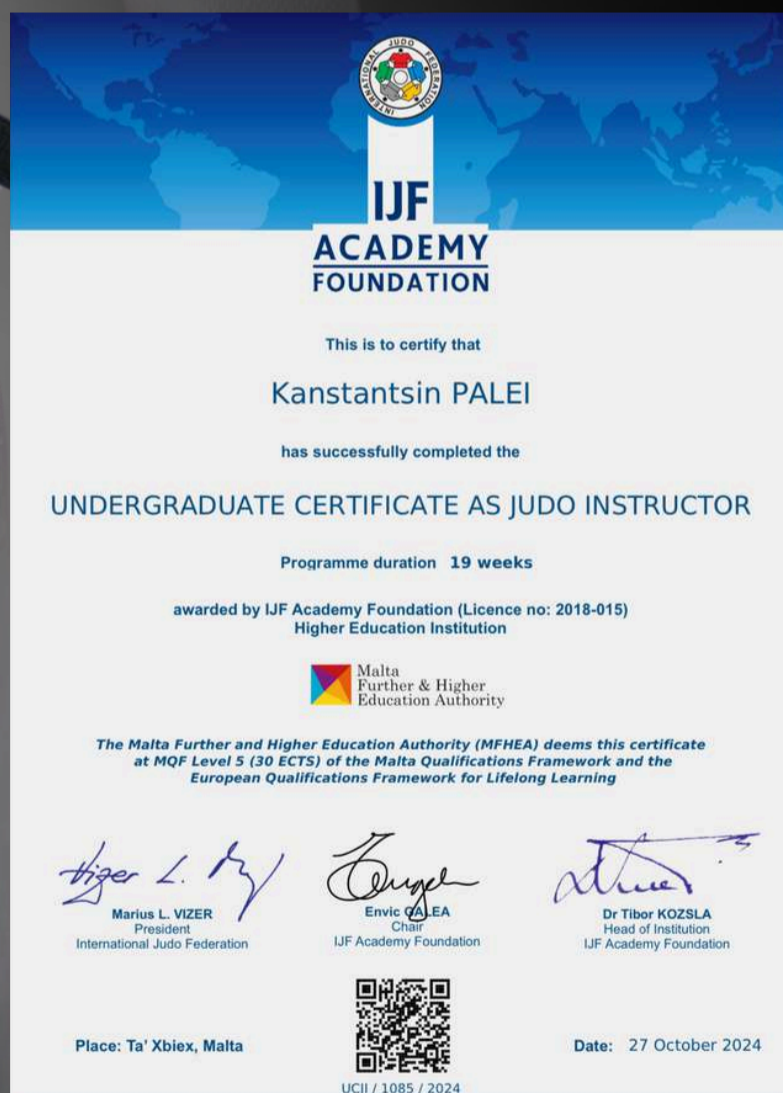 INTERNATIONAL JUDO FEDERATION
IJF
ACADEMY
FOUNDATION
This is to certify that
Kanstantsin PALEI
has successfully completed the
UNDERGRADUATE CERTIFICATE AS JUDO INSTRUCTOR
Programme duration 19 weeks
awarded by IJF Academy Foundation (Licence no: 2018-015)
Higher Education Institution
Malta
Further & Higher
Education Authority
The Malta Further and Higher Education Authority (MFHEA) deems this certificate
at MQF Level 5 (30 ECTS) of the Malta Qualifications Framework and the
European Qualifications Framework for Lifelong Learning
Marius L. VIZER
President
International Judo Federation
Envic GALEA
Chair
IJF Academy Foundation
Dr Tibor KOZSLA
Head of Institution
IJF Academy Foundation
Place: Ta' Xbiex, Malta
Date: 27 October 2024
UCII / 1085 / 2024